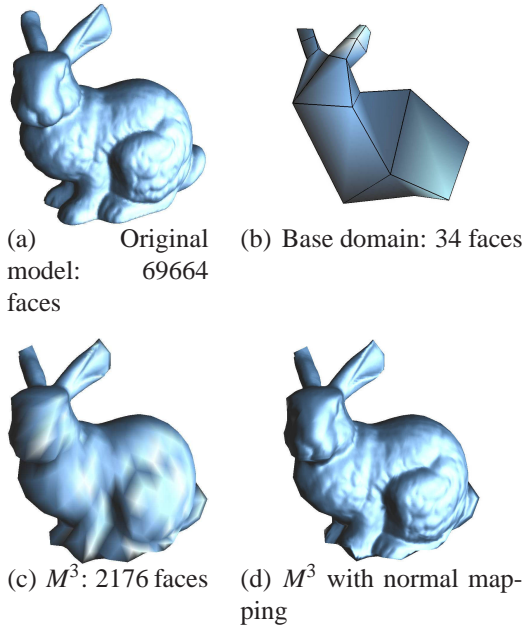 (a) Original
model: 69664
faces
(b) Base domain: 34 faces
(c) M³: 2176 faces
(d) M³ with normal map-
ping